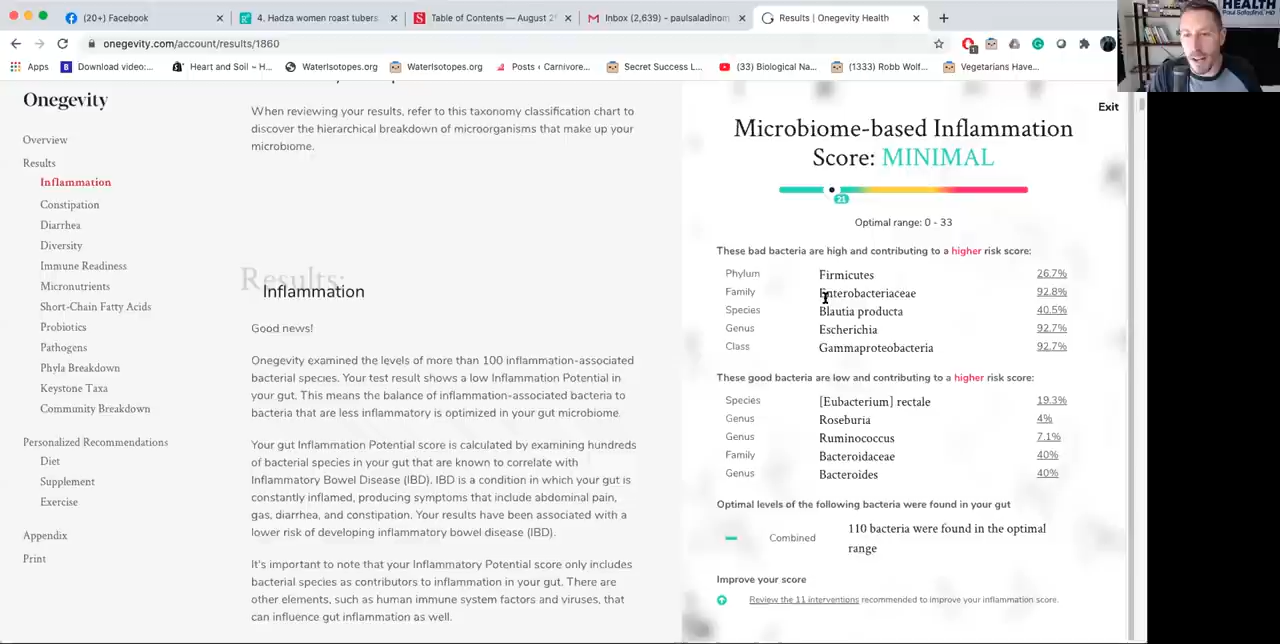 (20+) Facebook
4. Hadza women roast tubers
Table of Contents — August 2
Inbox (2,639) - paulsaladinom
Results | Onegevity Health
onegevity.com/account/results/1860
Apps
Download video:...
Heart and Soil ~ H...
WaterIsotopes.org
WaterIsotopes.org
Posts ‹ Carnivore...
Secret Success L...
(33) Biological Na...
(1333) Robb Wolf...
Vegetarians Have...
HEALTH
Paul Saladino, MD
Onegevity
Overview
Results
Inflammation
Constipation
Diarrhea
Diversity
Immune Readiness
Micronutrients
Short-Chain Fatty Acids
Probiotics
Pathogens
Phyla Breakdown
Keystone Taxa
Community Breakdown
Personalized Recommendations
Diet
Supplement
Exercise
Appendix
Print
When reviewing your results, refer to this taxonomy classification chart to
discover the hierarchical breakdown of microorganisms that make up your
microbiome.
Results:
Inflammation
Good news!
Onegevity examined the levels of more than 100 inflammation-associated
bacterial species. Your test result shows a low Inflammation Potential in
your gut. This means the balance of inflammation-associated bacteria to
bacteria that are less inflammatory is optimized in your gut microbiome.
Your gut Inflammation Potential score is calculated by examining hundreds
of bacterial species in your gut that are known to correlate with
Inflammatory Bowel Disease (IBD). IBD is a condition in which your gut is
constantly inflamed, producing symptoms that include abdominal pain,
gas, diarrhea, and constipation. Your results have been associated with a
lower risk of developing inflammatory bowel disease (IBD).
It's important to note that your Inflammatory Potential score only includes
bacterial species as contributors to inflammation in your gut. There are
other elements, such as human immune system factors and viruses, that
can influence gut inflammation as well.
Exit
Microbiome-based Inflammation
Score: MINIMAL
21
Optimal range: 0 - 33
These bad bacteria are high and contributing to a higher risk score:
Phylum Firmicutes 26.7%
Family Enterobacteriaceae 92.8%
Species Blautia producta 40.5%
Genus Escherichia 92.7%
Class Gammaproteobacteria 92.7%
These good bacteria are low and contributing to a higher risk score:
Species [Eubacterium] rectale 19.3%
Genus Roseburia 4%
Genus Ruminococcus 7.1%
Family Bacteroidaceae 40%
Genus Bacteroides 40%
Optimal levels of the following bacteria were found in your gut
Combined 110 bacteria were found in the optimal
range
Improve your score
Review the 11 interventions recommended to improve your inflammation score.